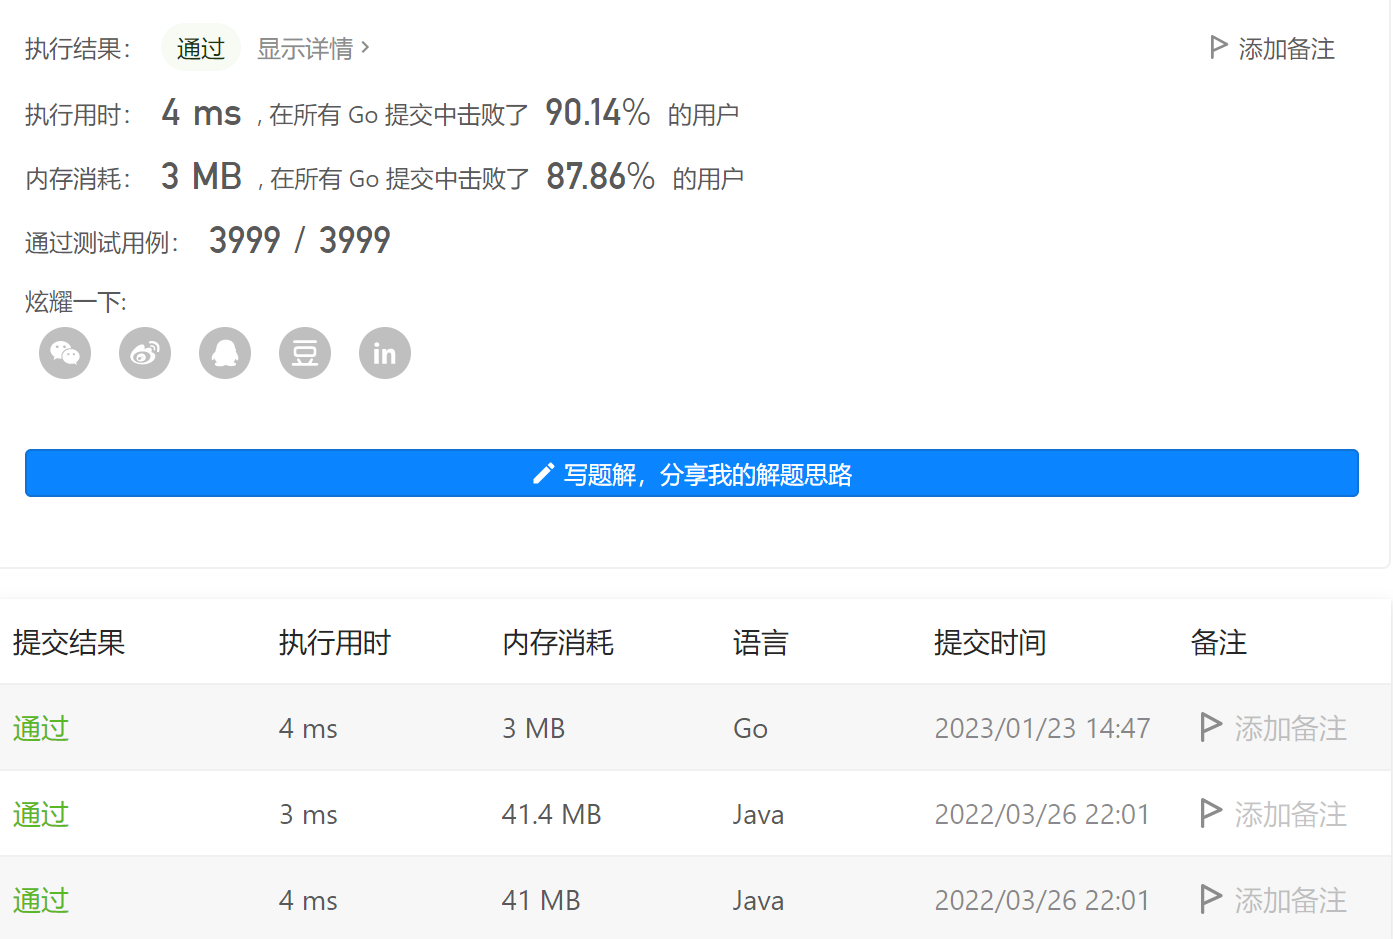 执行结果： 通过 显示详情 > 添加备注
执行用时： 4 ms , 在所有 Go 提交中击败了 90.14% 的用户
内存消耗： 3 MB , 在所有 Go 提交中击败了 87.86% 的用户
通过测试用例： 3999 / 3999
炫耀一下:
豆 in
写题解，分享我的解题思路
提交结果 执行用时 内存消耗 语言 提交时间 备注
通过 4 ms 3 MB Go 2023/01/23 14:47 添加备注
通过 3 ms 41.4 MB Java 2022/03/26 22:01 添加备注
通过 4 ms 41 MB Java 2022/03/26 22:01 添加备注